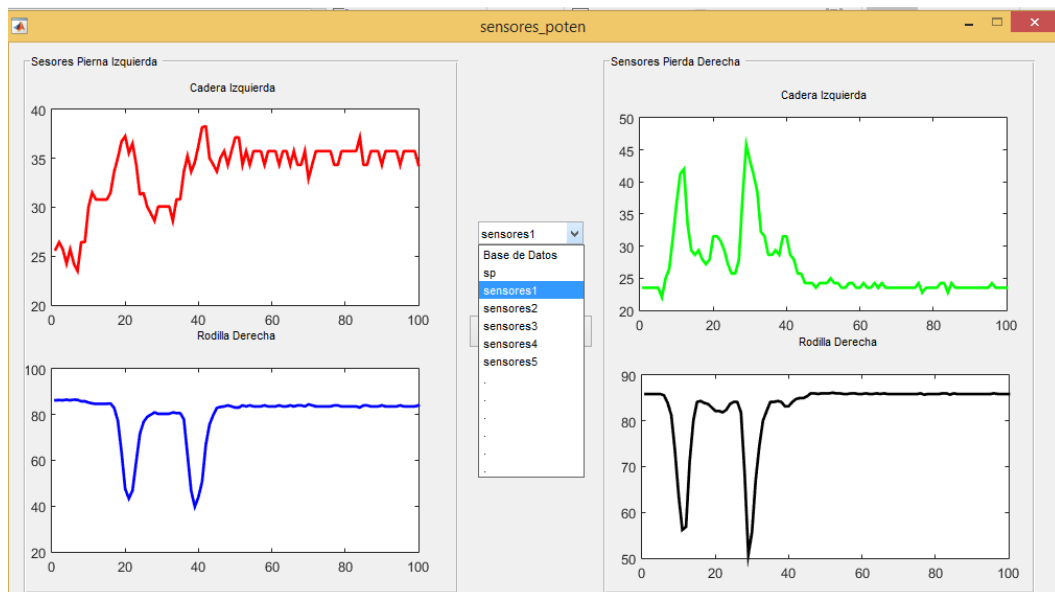 sensores_poten
Sesores Pierna Izquierda
Cadera Izquierda
40
35
30
25
20
0 20 40 60 80 100
Rodilla Derecha
100
80
60
40
20
0 20 40 60 80 100
sensores1
Base de Datos
sp
sensores1
sensores2
sensores3
sensores4
sensores5
.
.
.
.
.
.
Sensores Pierda Derecha
Cadera Izquierda
50
45
40
35
30
25
20
0 20 40 60 80 100
Rodilla Derecha
90
80
70
60
50
0 20 40 60 80 100